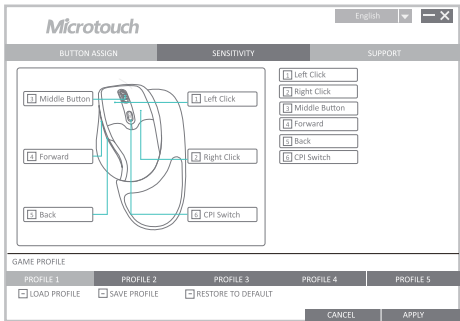 Microtouch
English
BUTTON ASSIGN SENSITIVITY SUPPORT
3 Middle Button
1 Left Click
4 Forward
2 Right Click
5 Back
6 CPI Switch
1 Left Click
2 Right Click
3 Middle Button
4 Forward
5 Back
6 CPI Switch
GAME PROFILE
PROFILE 1 PROFILE 2 PROFILE 3 PROFILE 4 PROFILE 5
LOAD PROFILE SAVE PROFILE RESTORE TO DEFAULT
CANCEL APPLY